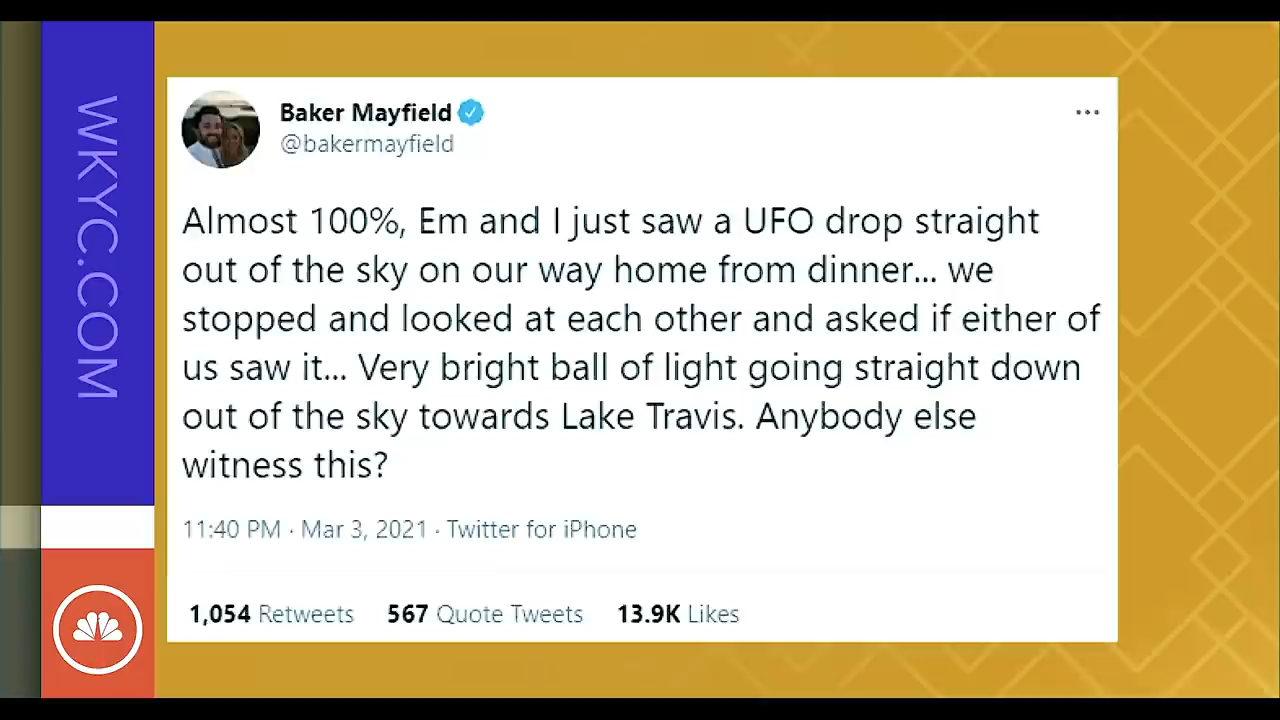 WKYC.COM
Baker Mayfield
@bakermayfield
Almost 100%, Em and I just saw a UFO drop straight
out of the sky on our way home from dinner... we
stopped and looked at each other and asked if either of
us saw it... Very bright ball of light going straight down
out of the sky towards Lake Travis. Anybody else
witness this?
11:40 PM · Mar 3, 2021 · Twitter for iPhone
1,054 Retweets 567 Quote Tweets 13.9K Likes